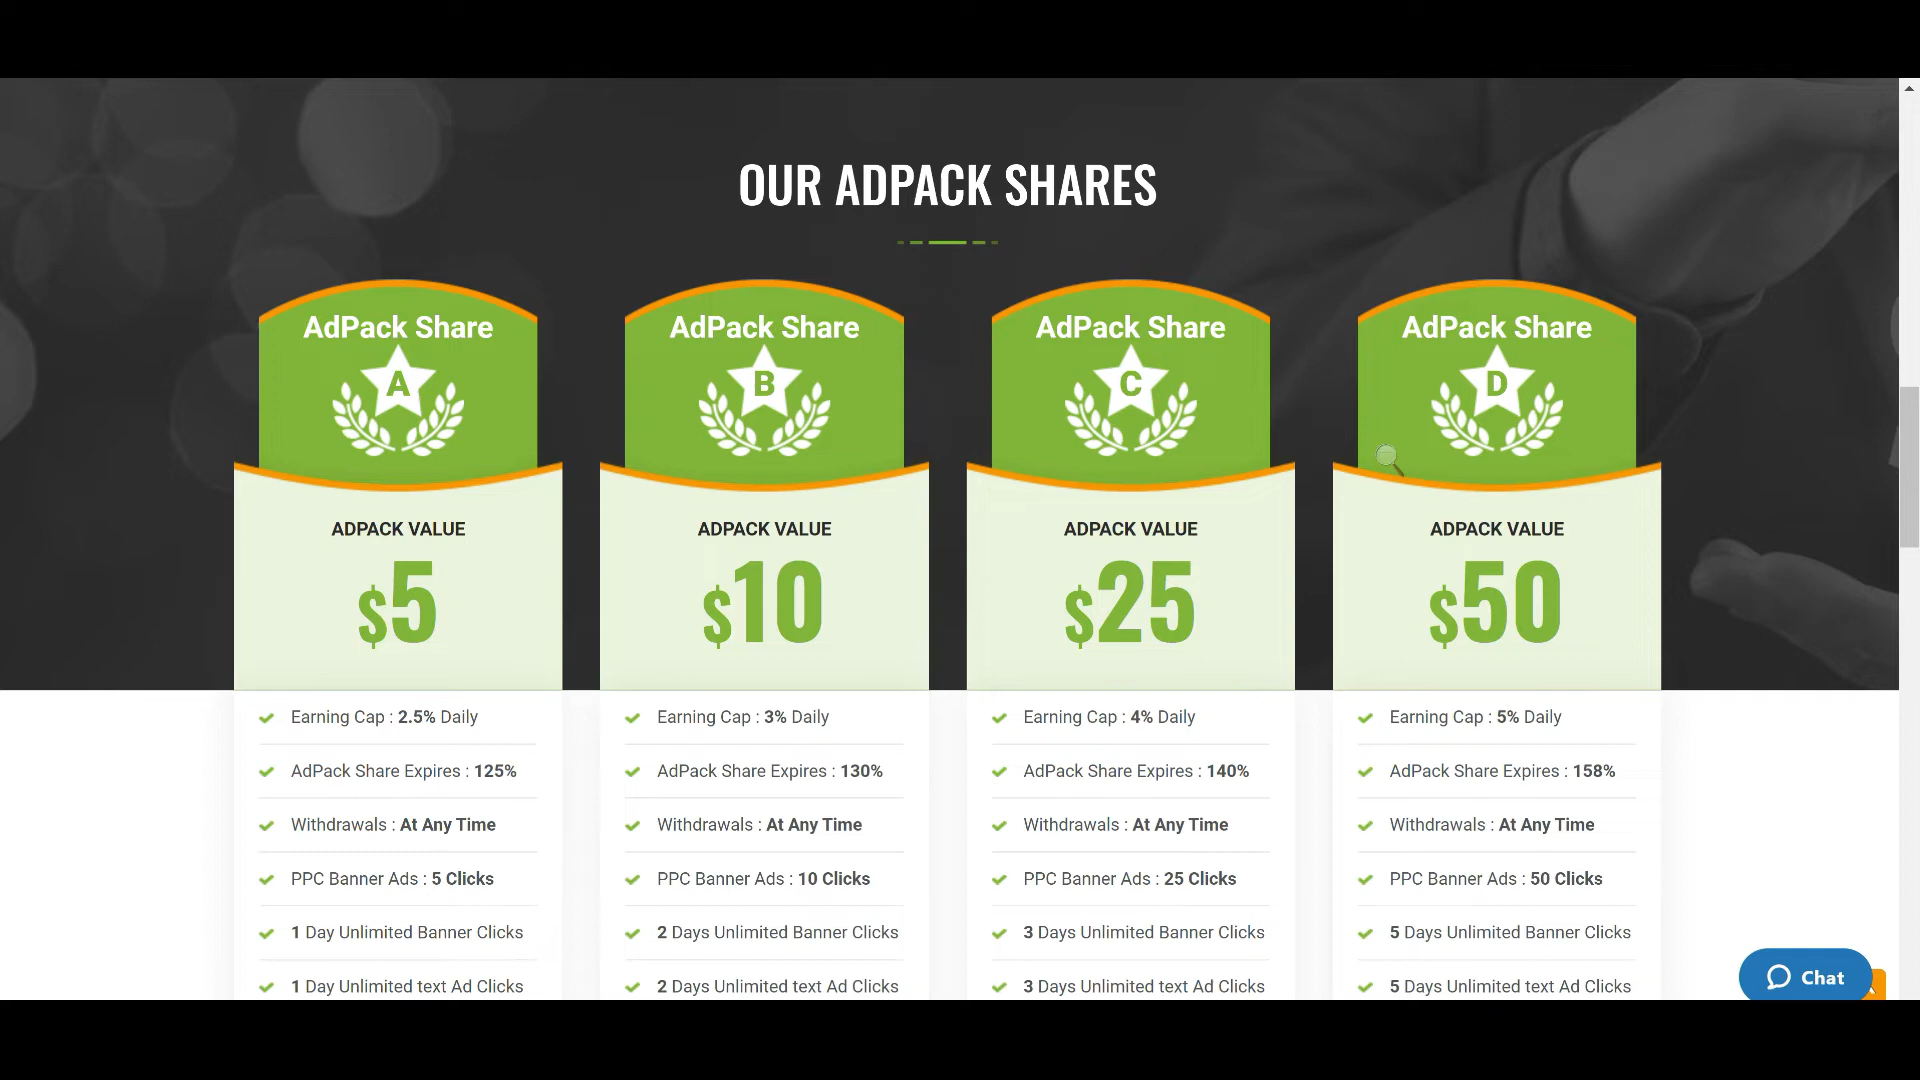 OUR ADPACK SHARES
AdPack Share
A
ADPACK VALUE
$5
Earning Cap : 2.5% Daily
AdPack Share Expires : 125%
Withdrawals : At Any Time
PPC Banner Ads : 5 Clicks
1 Day Unlimited Banner Clicks
1 Day Unlimited text Ad Clicks
AdPack Share
B
ADPACK VALUE
$10
Earning Cap : 3% Daily
AdPack Share Expires : 130%
Withdrawals : At Any Time
PPC Banner Ads : 10 Clicks
2 Days Unlimited Banner Clicks
2 Days Unlimited text Ad Clicks
AdPack Share
C
ADPACK VALUE
$25
Earning Cap : 4% Daily
AdPack Share Expires : 140%
Withdrawals : At Any Time
PPC Banner Ads : 25 Clicks
3 Days Unlimited Banner Clicks
3 Days Unlimited text Ad Clicks
AdPack Share
D
ADPACK VALUE
$50
Earning Cap : 5% Daily
AdPack Share Expires : 158%
Withdrawals : At Any Time
PPC Banner Ads : 50 Clicks
5 Days Unlimited Banner Clicks
5 Days Unlimited text Ad Clicks
Chat